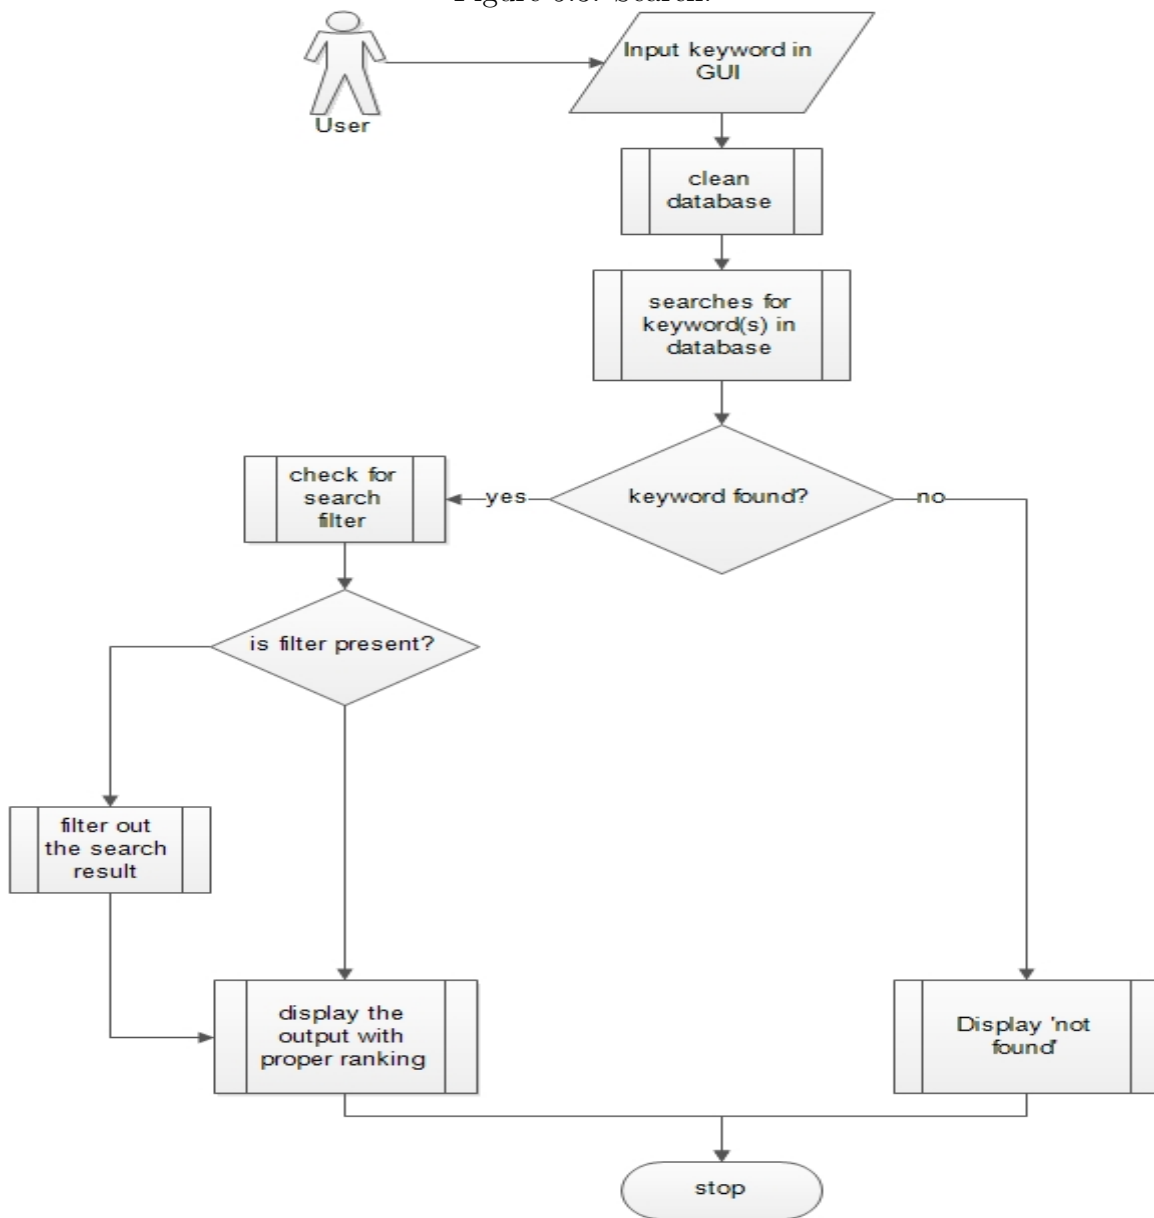 Input keyword in
GUI
User
clean
database
searches for
keyword(s) in
database
check for
search
filter
yes
keyword found?
no
is filter present?
filter out
the search
result
display the
output with
proper ranking
Display 'not
found'
stop